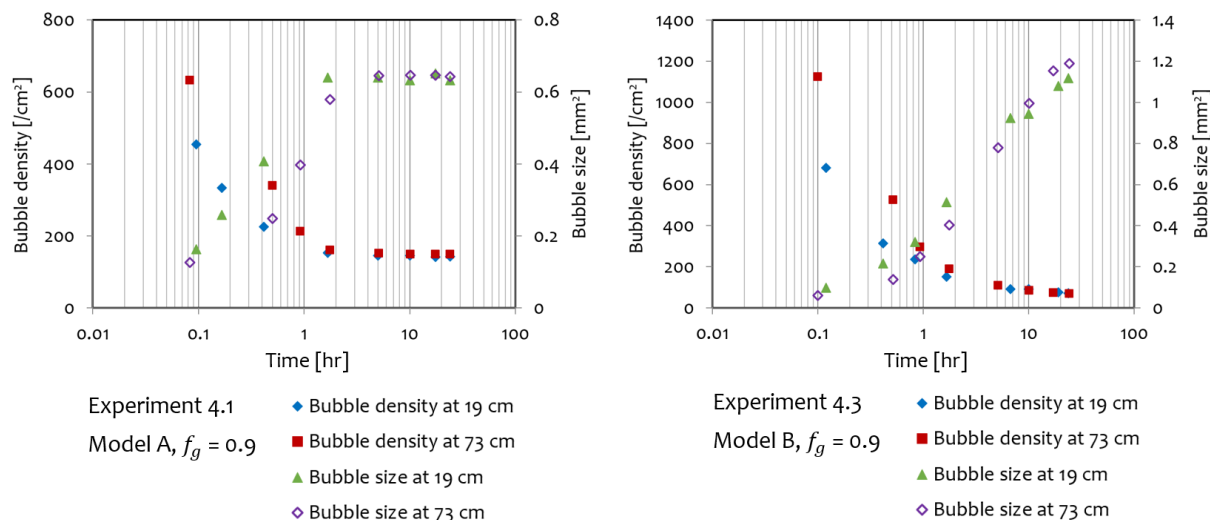 800
700
600
400
200
0
0.8
0.6
0.4
0.2
0
0.01
0.1
1
10
100
Bubble density [/cm²]
Bubble size [mm²]
Time [hr]
Experiment 4.1
Model A, f_g = 0.9
Bubble density at 19 cm
Bubble density at 73 cm
Bubble size at 19 cm
Bubble size at 73 cm
1400
1200
1000
800
600
400
200
0
1.4
1.2
1
0.8
0.6
0.4
0.2
0
0.01
0.1
1
10
100
Bubble density [/cm²]
Bubble size [mm²]
Time [hr]
Experiment 4.3
Model B, f_g = 0.9
Bubble density at 19 cm
Bubble density at 73 cm
Bubble size at 19 cm
Bubble size at 73 cm